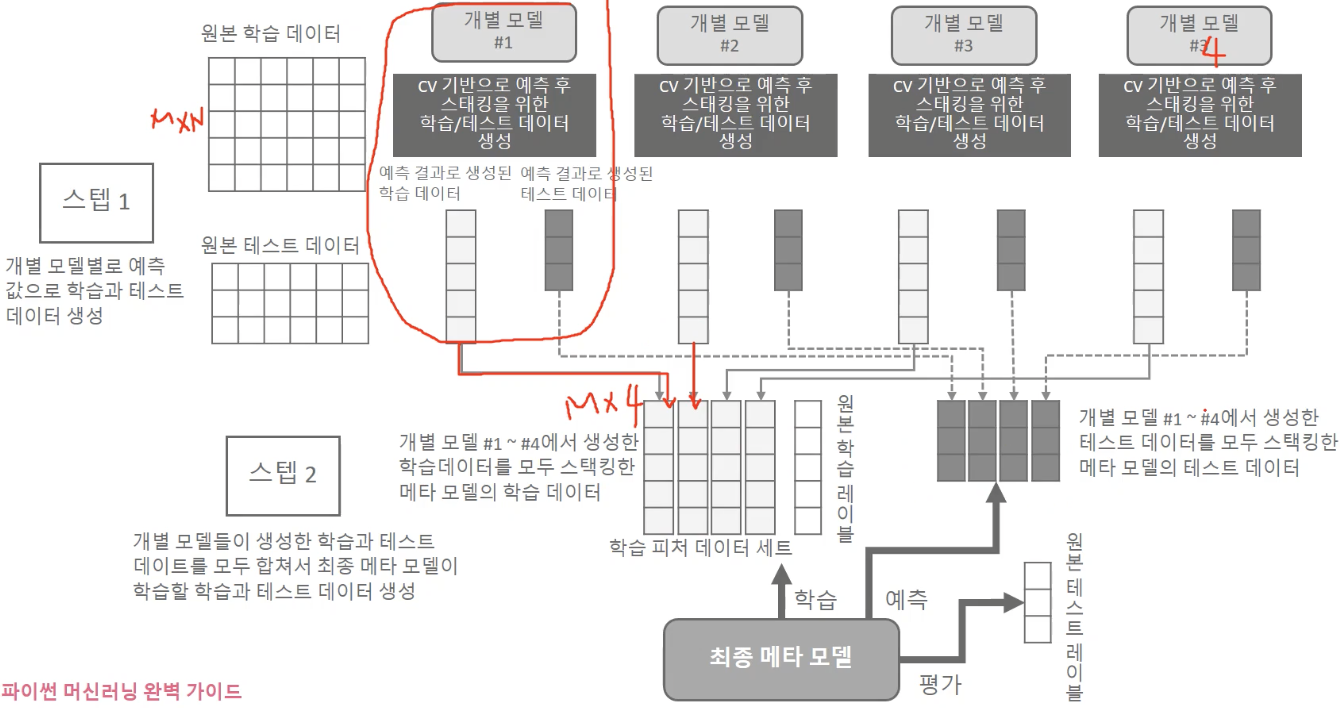 원본 학습 데이터
MXN
개별 모델
#1
개별 모델
#2
개별 모델
#3
개별 모델
#3 4
CV 기반으로 예측 후
스태킹을 위한
학습/테스트 데이터
생성
CV 기반으로 예측 후
스태킹을 위한
학습/테스트 데이터
생성
CV 기반으로 예측 후
스태킹을 위한
학습/테스트 데이터
생성
CV 기반으로 예측 후
스태킹을 위한
학습/테스트 데이터
생성
예측 결과로 생성된
학습 데이터
예측 결과로 생성된
테스트 데이터
스텝 1
개별 모델별로 예측
값으로 학습과 테스트
데이터 생성
원본 테스트 데이터
MX4
개별 모델 #1 ~ #4에서 생성한
학습데이터를 모두 스택킹한
메타 모델의 학습 데이터
원본 학습 레이블
개별 모델 #1 ~ #4에서 생성한
테스트 데이터를 모두 스택킹한
메타 모델의 테스트 데이터
스텝 2
개별 모델들이 생성한 학습과 테스트
데이트를 모두 합쳐서 최종 메타 모델이
학습할 학습과 테스트 데이터 생성
학습 피처 데이터 세트
학습
예측
원본 테스트 레이블
최종 메타 모델
평가
파이썬 머신러닝 완벽 가이드